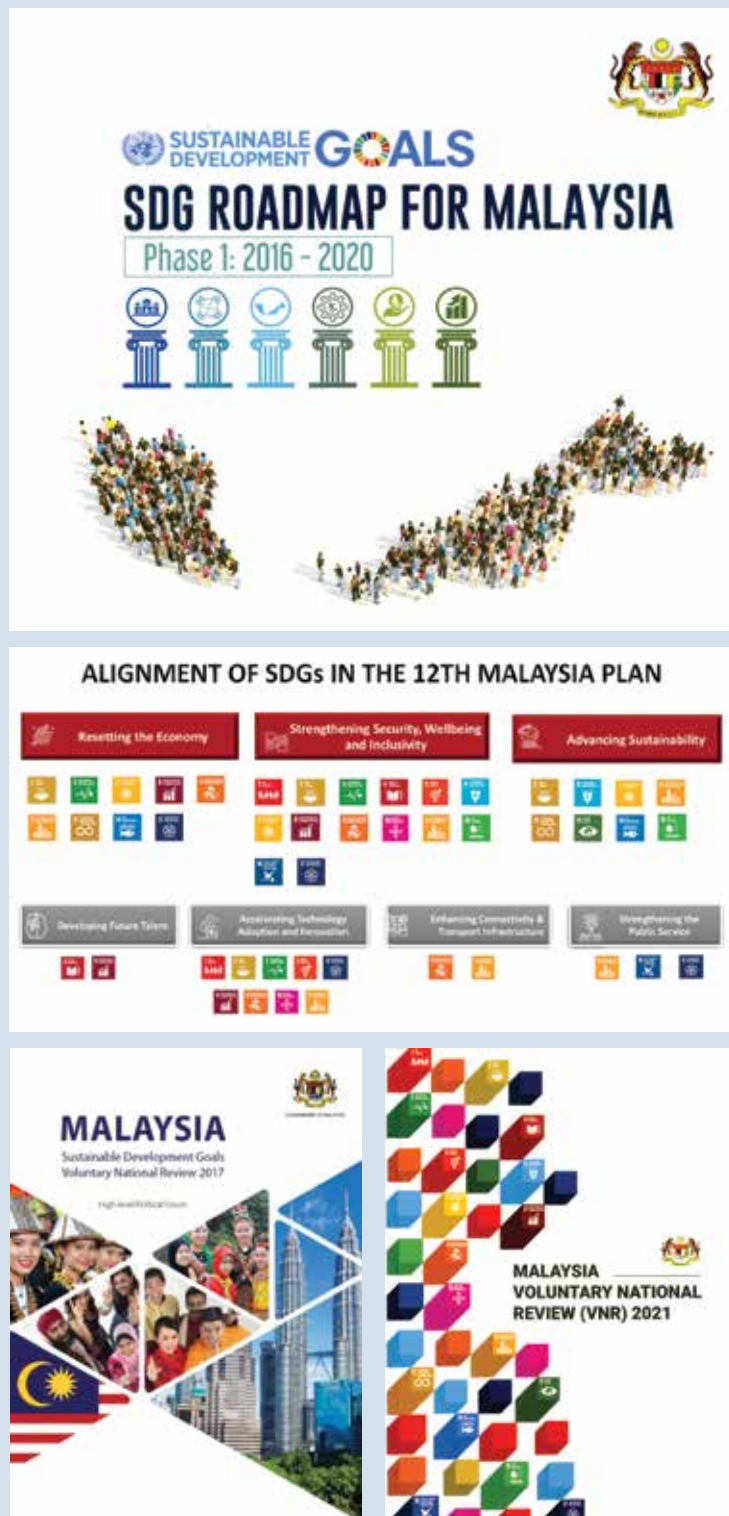 SUSTAINABLE
DEVELOPMENT GOALS
SDG ROADMAP FOR MALAYSIA
Phase 1: 2016 - 2020
ALIGNMENT OF SDGs IN THE 12TH MALAYSIA PLAN
Resetting the Economy
Strengthening Security, Wellbeing
and Inclusivity
Advancing Sustainability
Developing Future Talent
Accelerating Technology
Adoption and Innovation
Enhancing Connectivity &
Transport Infrastructure
Strengthening the
Public Service
MALAYSIA
Sustainable Development Goals
Voluntary National Review 2017
High-level Political Forum
MALAYSIA
VOLUNTARY NATIONAL
REVIEW (VNR) 2021